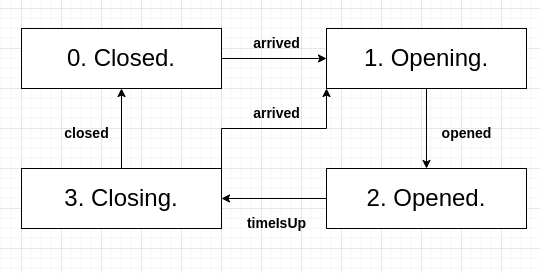 0. Closed.
arrived
1. Opening.
arrived
closed
opened
3. Closing.
2. Opened.
timeIsUp